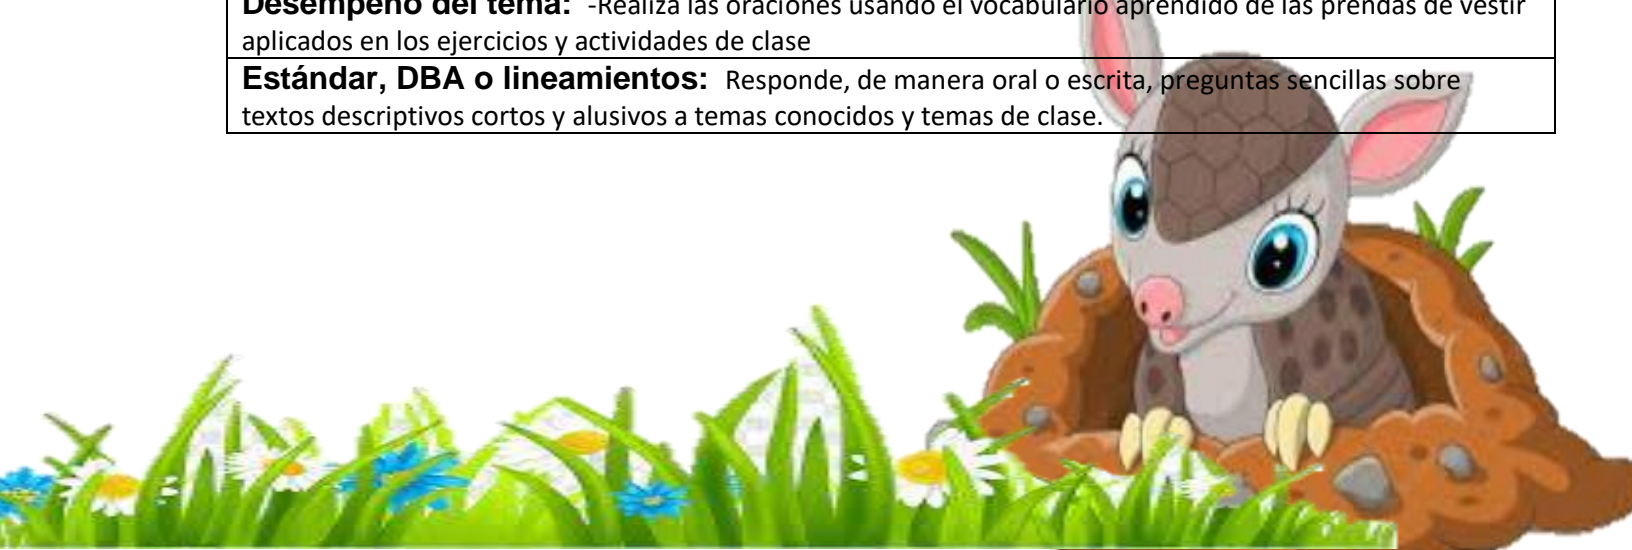 Desempeño del tema: -Realiza las oraciones usando el vocabulario aprendido de las prendas de vestir
aplicados en los ejercicios y actividades de clase
Estándar, DBA o lineamientos: Responde, de manera oral o escrita, preguntas sencillas sobre
textos descriptivos cortos y alusivos a temas conocidos y temas de clase.